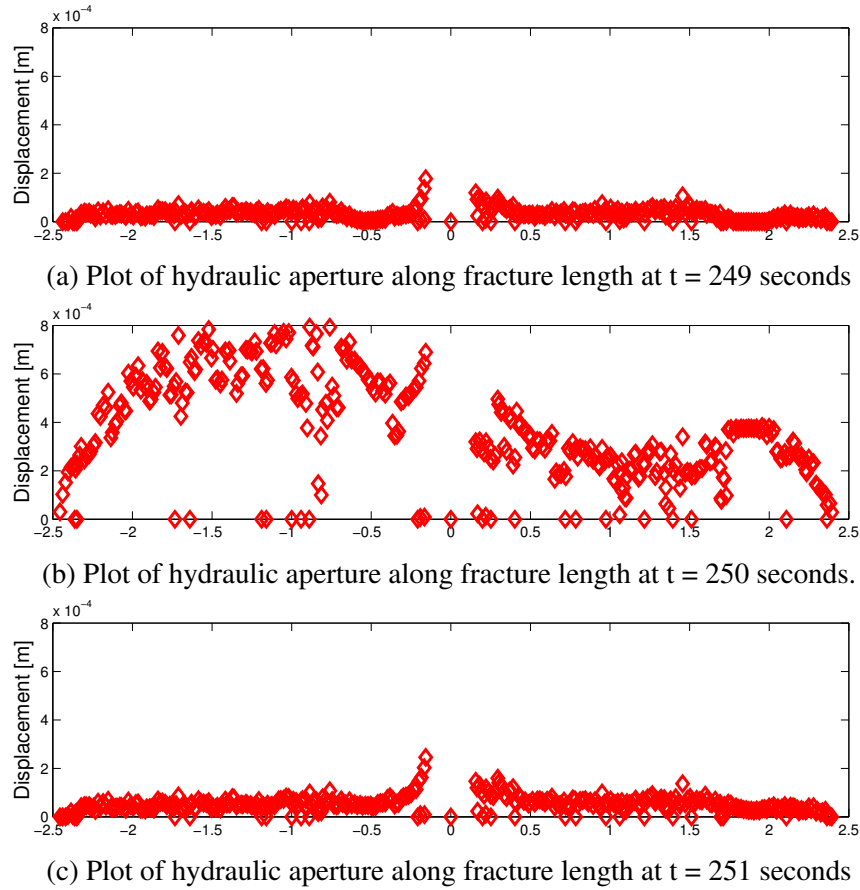 x 10⁻⁴
8
6
4
2
0
Displacement [m]
−2.5 −2 −1.5 −1 −0.5 0 0.5 1 1.5 2 2.5
(a) Plot of hydraulic aperture along fracture length at t = 249 seconds
x 10⁻⁴
8
6
4
2
0
Displacement [m]
−2.5 −2 −1.5 −1 −0.5 0 0.5 1 1.5 2 2.5
(b) Plot of hydraulic aperture along fracture length at t = 250 seconds.
x 10⁻⁴
8
6
4
2
0
Displacement [m]
−2.5 −2 −1.5 −1 −0.5 0 0.5 1 1.5 2 2.5
(c) Plot of hydraulic aperture along fracture length at t = 251 seconds